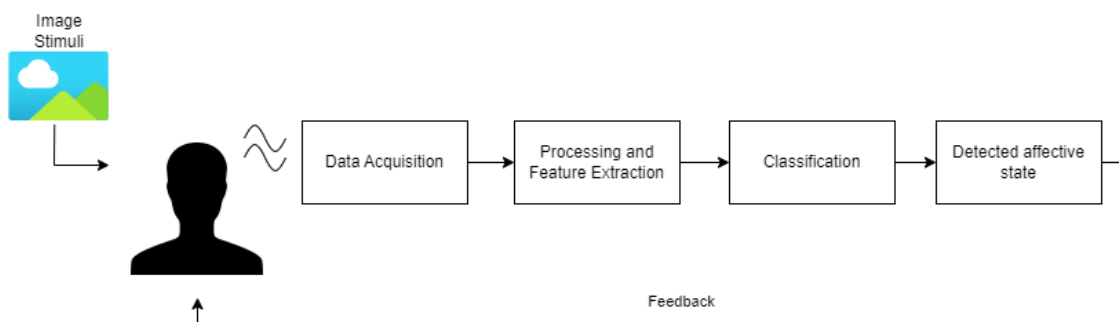 Image
Stimuli
Data Acquisition
Processing and
Feature Extraction
Classification
Detected affective
state
Feedback